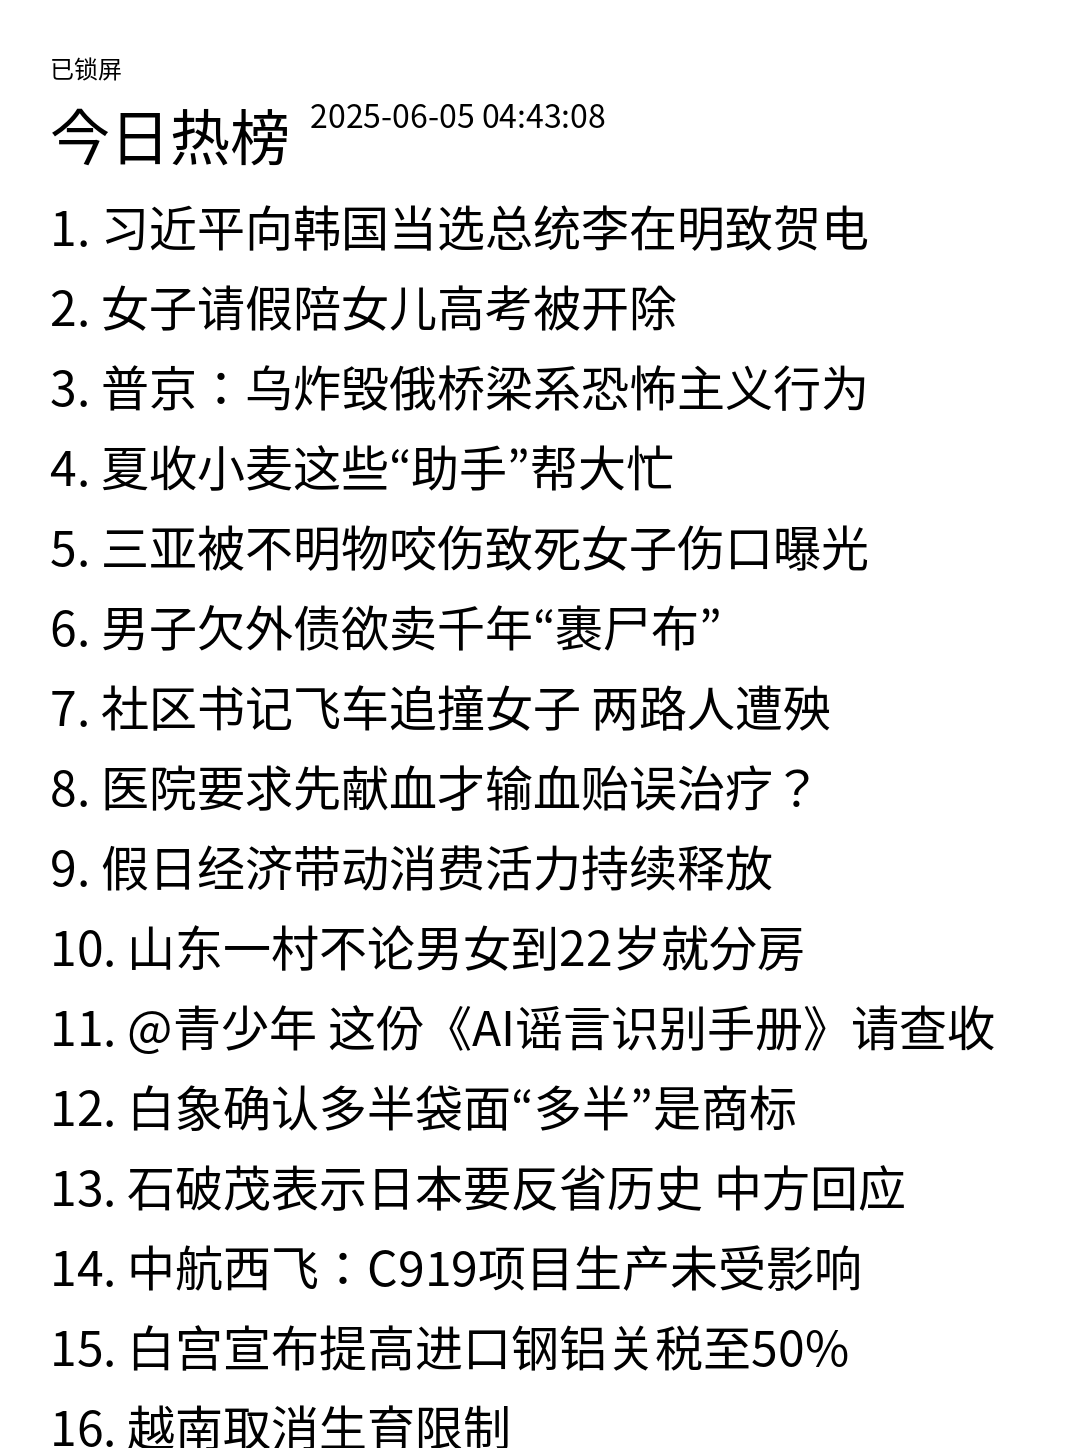 已锁屏
今日热榜 2025-06-05 04:43:08
1. 习近平向韩国当选总统李在明致贺电
2. 女子请假陪女儿高考被开除
3. 普京：乌炸毁俄桥梁系恐怖主义行为
4. 夏收小麦这些“助手”帮大忙
5. 三亚被不明物咬伤致死女子伤口曝光
6. 男子欠外债欲卖千年“裹尸布”
7. 社区书记飞车追撞女子 两路人遭殃
8. 医院要求先献血才输血贻误治疗？
9. 假日经济带动消费活力持续释放
10. 山东一村不论男女到22岁就分房
11. @青少年 这份《AI谣言识别手册》请查收
12. 白象确认多半袋面“多半”是商标
13. 石破茂表示日本要反省历史 中方回应
14. 中航西飞：C919项目生产未受影响
15. 白宫宣布提高进口钢铝关税至50%
16. 越南取消生育限制